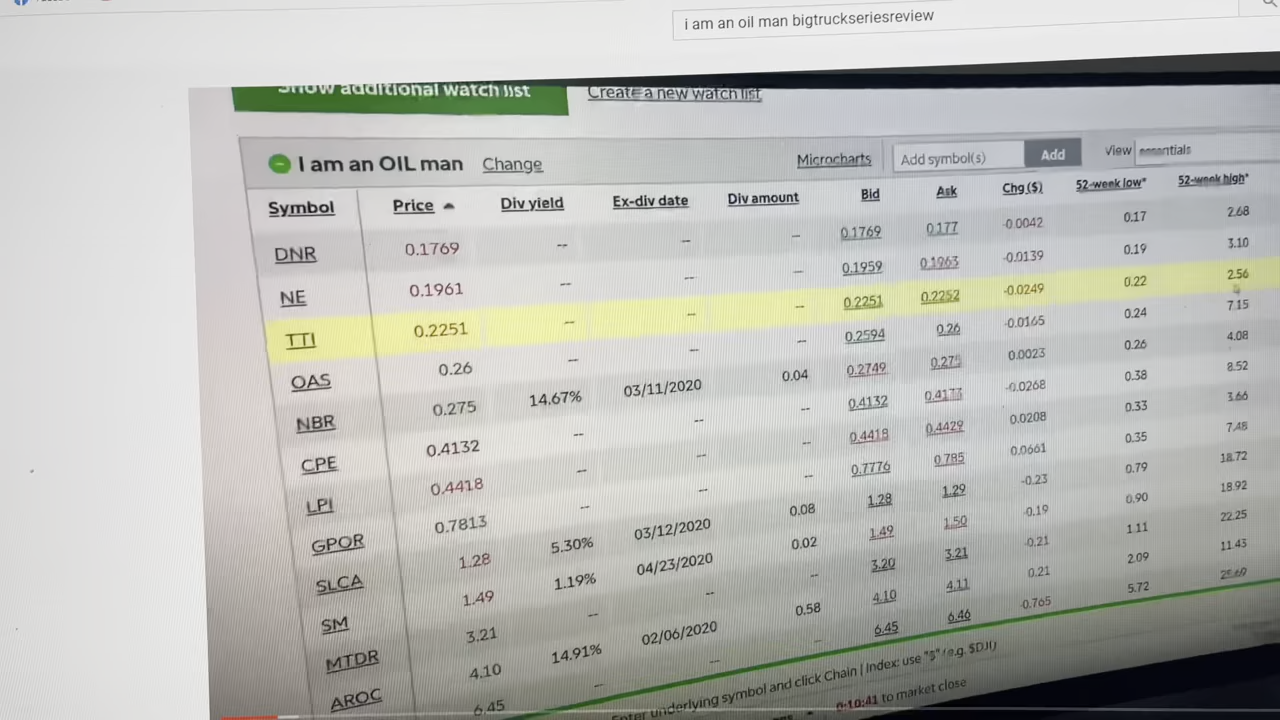 i am an oil man bigtruckseriesreview
Show additional watch list Create a new watch list
I am an OIL man Change Microcharts Add symbol(s) Add View essentials
Symbol Price Div yield Ex-div date Div amount Bid Ask Chg ($) 52-week low* 52-week high*
DNR 0.1769 -- -- -- 0.1769 0.177 -0.0042 0.17 2.68
NE 0.1961 -- -- -- 0.1959 0.1963 -0.0139 0.19 3.10
TTI 0.2251 -- -- -- 0.2251 0.2252 -0.0249 0.22 2.56
OAS 0.26 -- -- -- 0.2594 0.26 -0.0165 0.24 7.15
NBR 0.275 14.67% 03/11/2020 0.04 0.2749 0.0023 0.26 4.08
CPE 0.4132 -- -- -- 0.4132 -0.0268 0.38 8.52
LPI 0.4418 -- -- -- 0.4418 0.4429 0.0208 0.33 3.66
GPOR 0.7813 -- -- -- 0.7776 0.785 0.0661 0.35 7.48
SLCA 1.28 5.30% 03/12/2020 0.08 1.28 1.29 -0.23 0.79 18.72
SM 1.49 1.19% 04/23/2020 0.02 1.49 1.50 -0.19 0.90 18.92
MTDR 3.21 -- -- -- 3.20 3.21 -0.21 1.11 22.25
AROC 4.10 14.91% 02/06/2020 0.58 4.10 4.11 0.21 2.09 11.43
6.45 -- -- -- 6.45 6.46 -0.765 5.72
Enter underlying symbol and click Chain | Index: use "$" (e.g. $DJI)
0:10:41 to market close